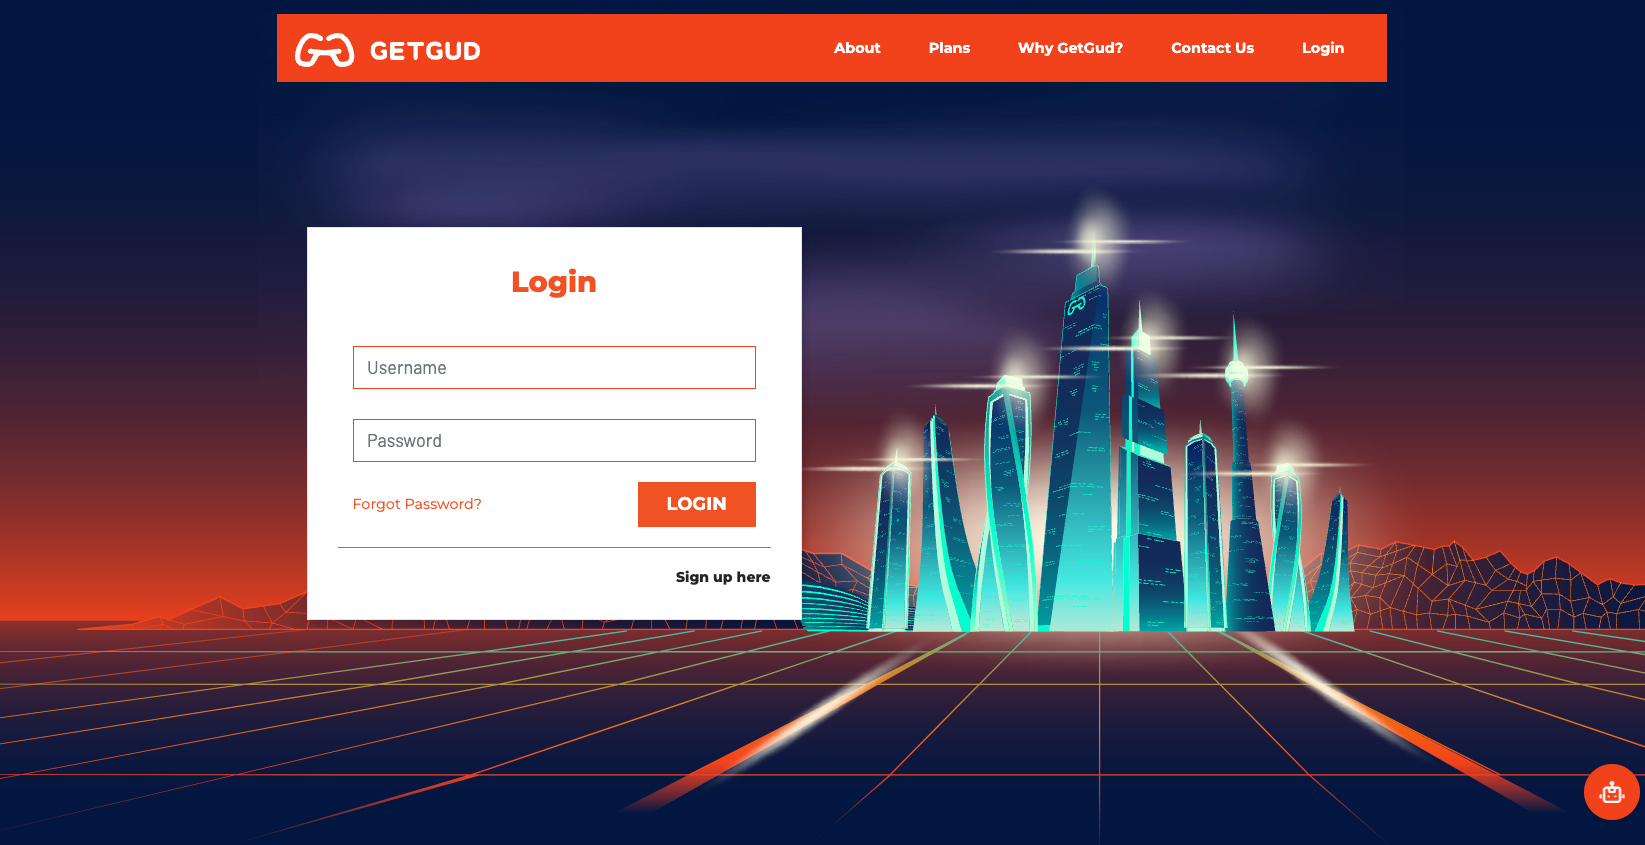 GETGUD
About Plans Why GetGud? Contact Us Login
Login
Username
Password
Forgot Password? LOGIN
Sign up here